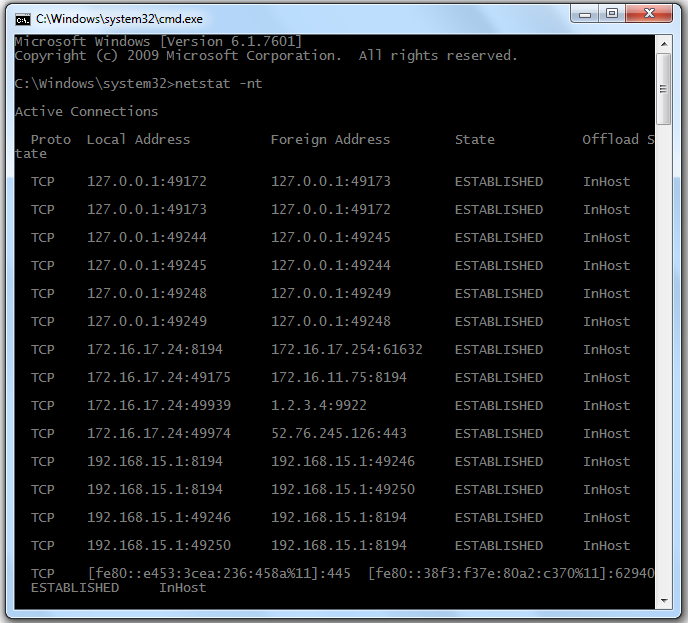 C:\Windows\system32\cmd.exe
Microsoft Windows [Version 6.1.7601]
Copyright (c) 2009 Microsoft Corporation.  All rights reserved.
C:\Windows\system32>netstat -nt
Active Connections
  Proto  Local Address          Foreign Address        State           Offload S
tate
  TCP    127.0.0.1:49172        127.0.0.1:49173        ESTABLISHED     InHost
  TCP    127.0.0.1:49173        127.0.0.1:49172        ESTABLISHED     InHost
  TCP    127.0.0.1:49244        127.0.0.1:49245        ESTABLISHED     InHost
  TCP    127.0.0.1:49245        127.0.0.1:49244        ESTABLISHED     InHost
  TCP    127.0.0.1:49248        127.0.0.1:49249        ESTABLISHED     InHost
  TCP    127.0.0.1:49249        127.0.0.1:49248        ESTABLISHED     InHost
  TCP    172.16.17.24:8194      172.16.17.254:61632    ESTABLISHED     InHost
  TCP    172.16.17.24:49175     172.16.11.75:8194      ESTABLISHED     InHost
  TCP    172.16.17.24:49939     1.2.3.4:9922           ESTABLISHED     InHost
  TCP    172.16.17.24:49974     52.76.245.126:443      ESTABLISHED     InHost
  TCP    192.168.15.1:8194      192.168.15.1:49246     ESTABLISHED     InHost
  TCP    192.168.15.1:8194      192.168.15.1:49250     ESTABLISHED     InHost
  TCP    192.168.15.1:49246     192.168.15.1:8194      ESTABLISHED     InHost
  TCP    192.168.15.1:49250     192.168.15.1:8194      ESTABLISHED     InHost
  TCP    [fe80::e453:3cea:236:458a%11]:445  [fe80::38f3:f37e:80a2:c370%11]:62940
  ESTABLISHED     InHost